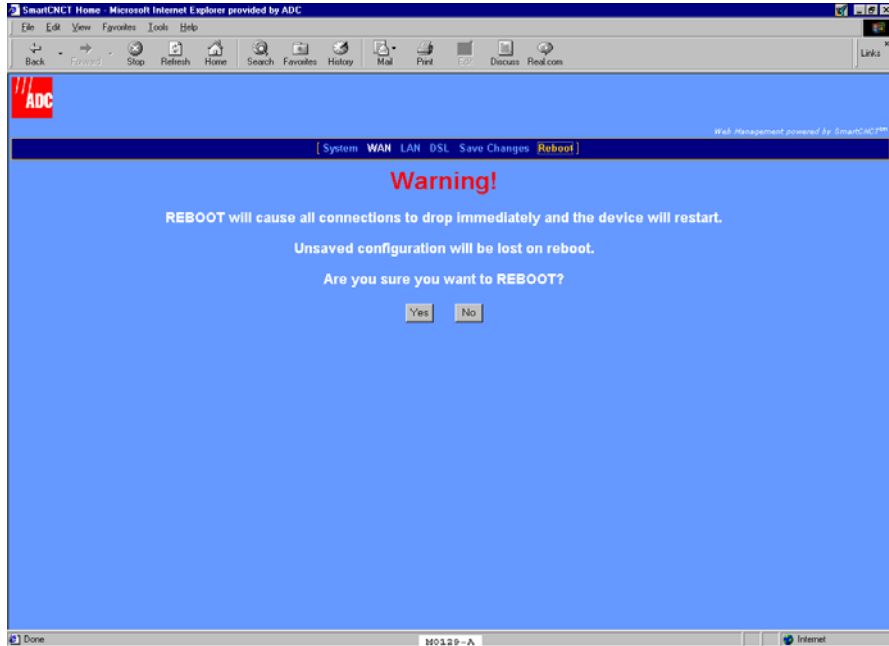 SmartCNCT Home - Microsoft Internet Explorer provided by ADC
File Edit View Favorites Tools Help
Back Forward Stop Refresh Home Search Favorites History Mail Print Edit Discuss Real.com Links
ADC
Web Management powered by SmartCNCT℠
[ System WAN LAN DSL Save Changes Reboot ]
Warning!
REBOOT will cause all connections to drop immediately and the device will restart.
Unsaved configuration will be lost on reboot.
Are you sure you want to REBOOT?
Yes No
Done Internet
M0129-A